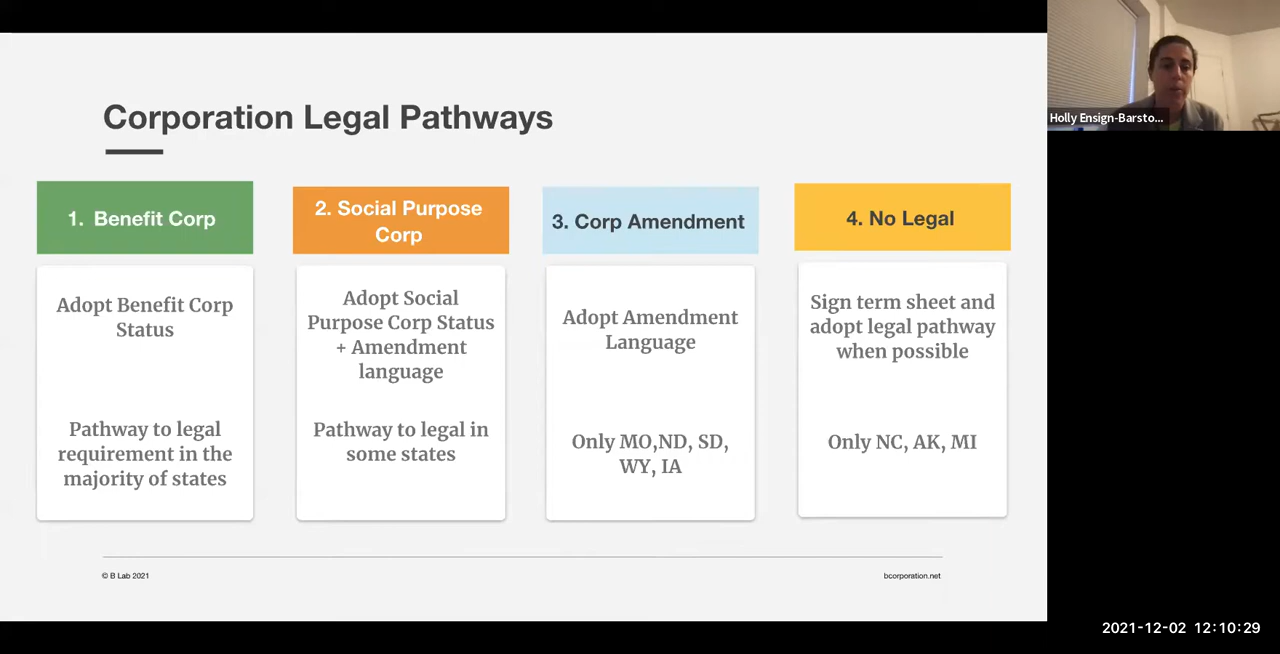 Corporation Legal Pathways
1. Benefit Corp
Adopt Benefit Corp
Status
Pathway to legal
requirement in the
majority of states
2. Social Purpose
Corp
Adopt Social
Purpose Corp Status
+ Amendment
language
Pathway to legal in
some states
3. Corp Amendment
Adopt Amendment
Language
Only MO,ND, SD,
WY, IA
4. No Legal
Sign term sheet and
adopt legal pathway
when possible
Only NC, AK, MI
© B Lab 2021
bcorporation.net
Holly Ensign-Barsto...
2021-12-02 12:10:29